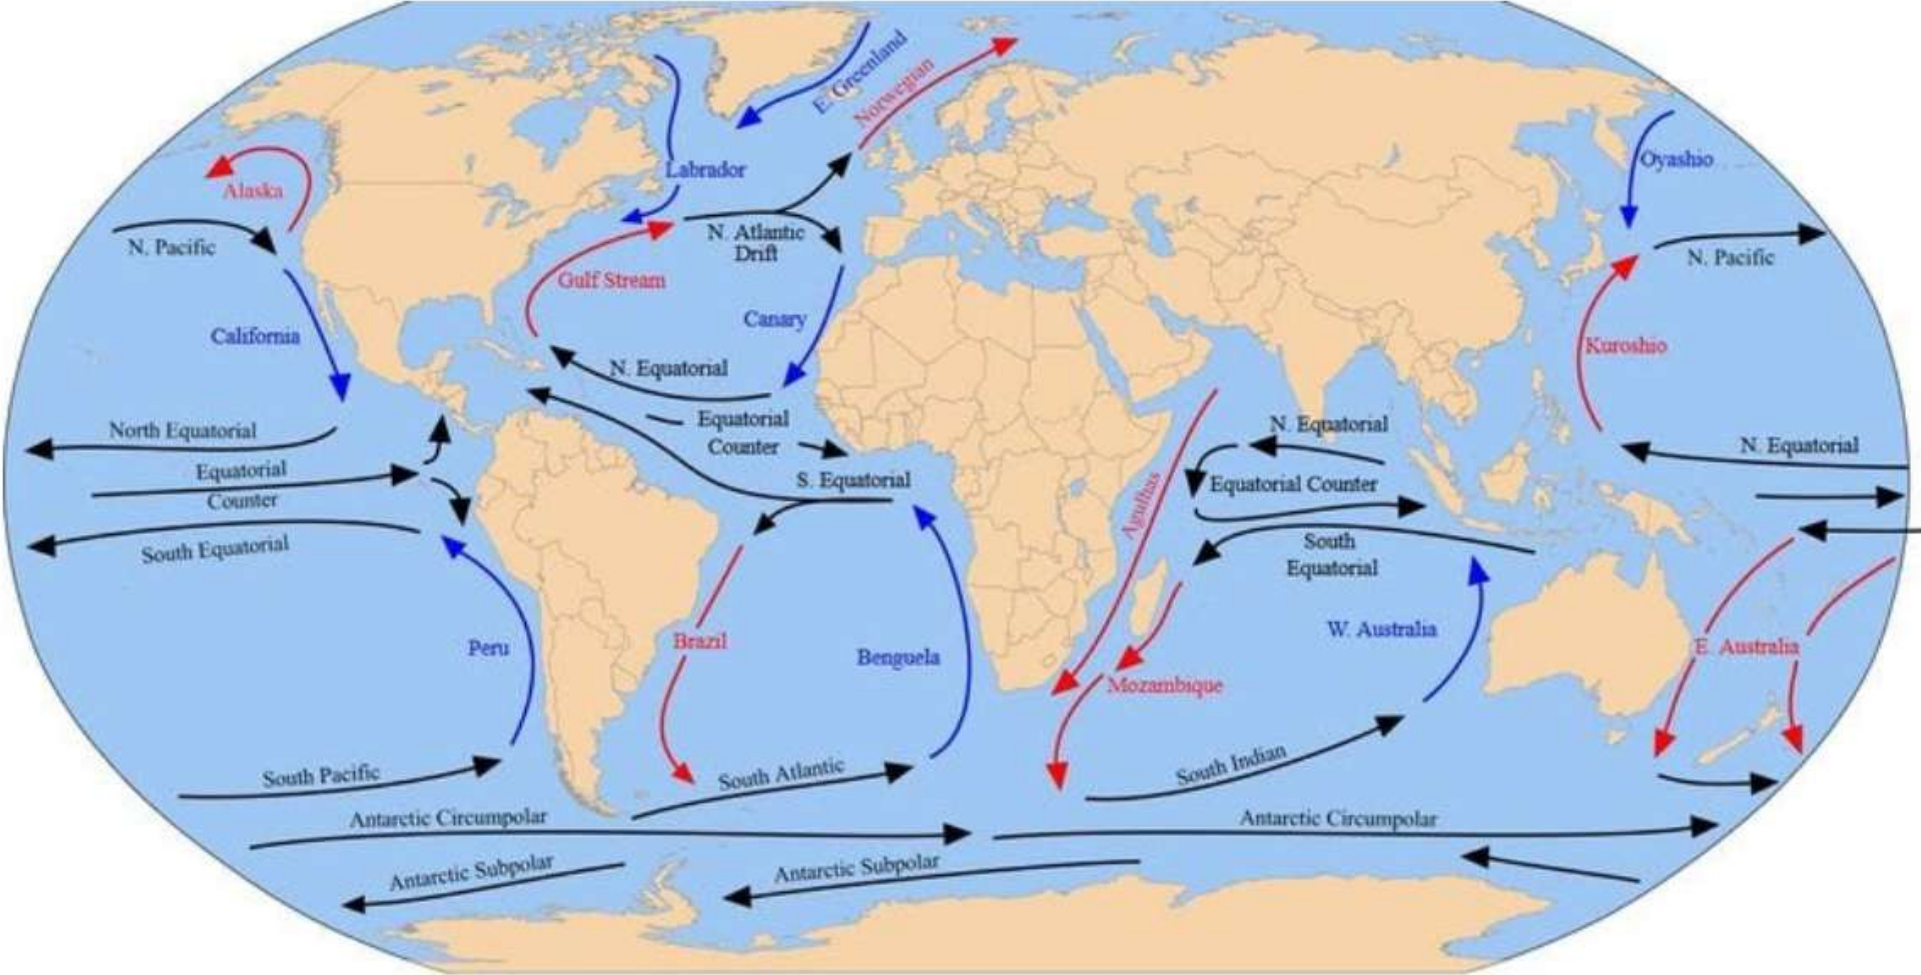 E. Greenland
Norwegian
Labrador
Oyashio
Alaska
N. Pacific
N. Atlantic
Drift
N. Pacific
Gulf Stream
California
Canary
Kuroshio
N. Equatorial
Equatorial
Counter
North Equatorial
N. Equatorial
N. Equatorial
Equatorial
Counter
S. Equatorial
Equatorial Counter
Agulhas
South Equatorial
South
Equatorial
Peru
Brazil
Benguela
W. Australia
E. Australia
Mozambique
South Pacific
South Atlantic
South Indian
Antarctic Circumpolar
Antarctic Circumpolar
Antarctic Subpolar
Antarctic Subpolar